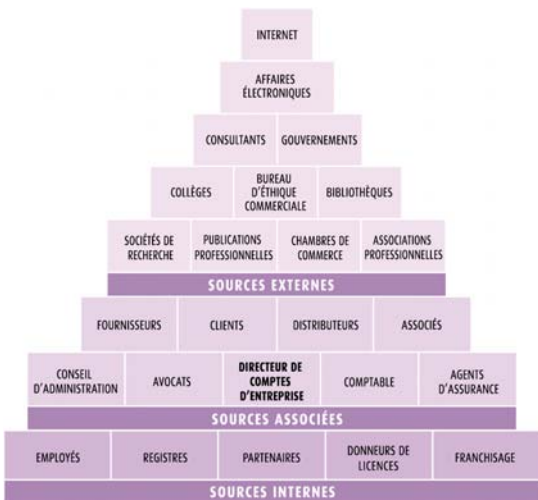 INTERNET
AFFAIRES
ÉLECTRONIQUES
CONSULTANTS
GOUVERNEMENTS
COLLÈGES
BUREAU
D'ÉTHIQUE
COMMERCIALE
BIBLIOTHÈQUES
SOCIÉTÉS DE
RECHERCHE
PUBLICATIONS
PROFESSIONNELLES
CHAMBRES DE
COMMERCE
ASSOCIATIONS
PROFESSIONNELLES
SOURCES EXTERNES
FOURNISSEURS
CLIENTS
DISTRIBUTEURS
ASSOCIÉS
CONSEIL
D'ADMINISTRATION
AVOCATS
DIRECTEUR DE
COMPTES
D'ENTREPRISE
COMPTABLE
AGENTS
D'ASSURANCE
SOURCES ASSOCIÉES
EMPLOYÉS
REGISTRES
PARTENAIRES
DONNEURS DE
LICENCES
FRANCHISAGE
SOURCES INTERNES